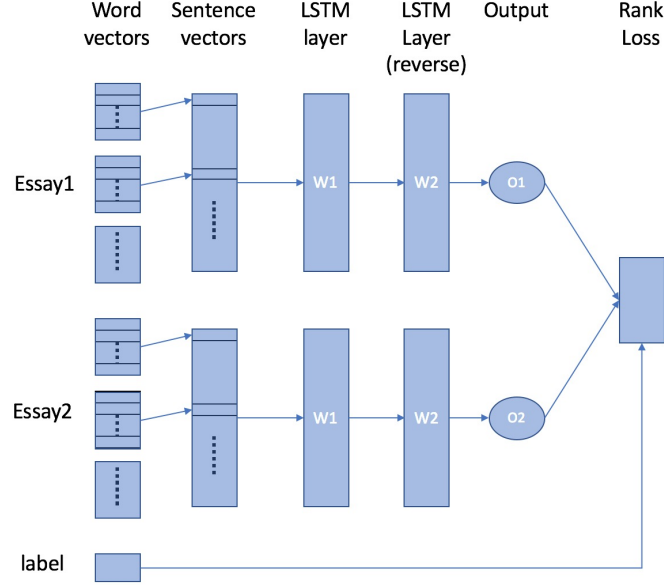 Word vectors
Sentence vectors
LSTM layer
LSTM Layer (reverse)
Output
Rank Loss
Essay1
W1
W2
O1
Essay2
W1
W2
O2
label